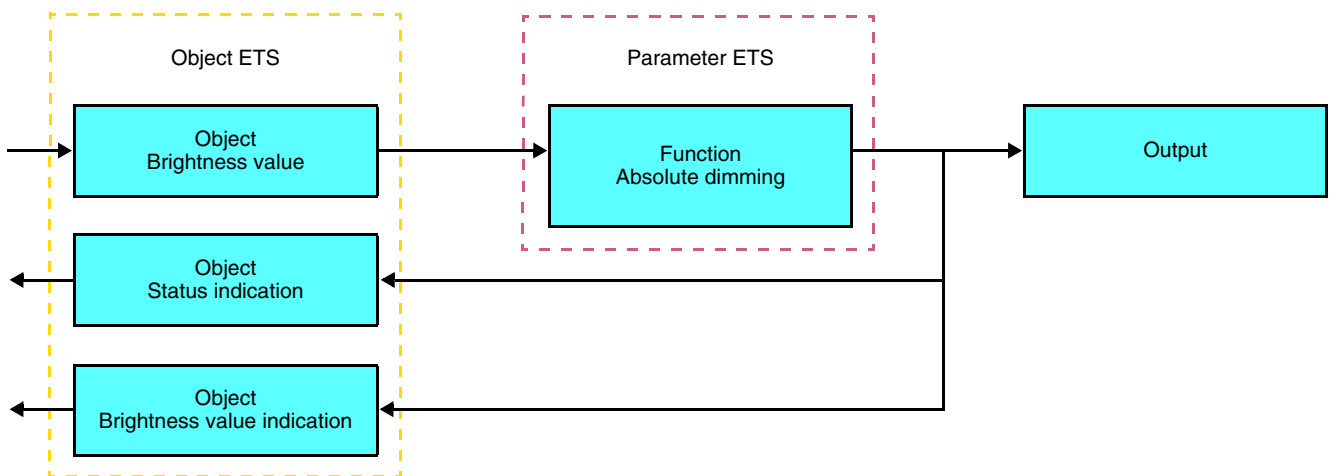 Object ETS
Parameter ETS
Object
Brightness value
Function
Absolute dimming
Output
Object
Status indication
Object
Brightness value indication